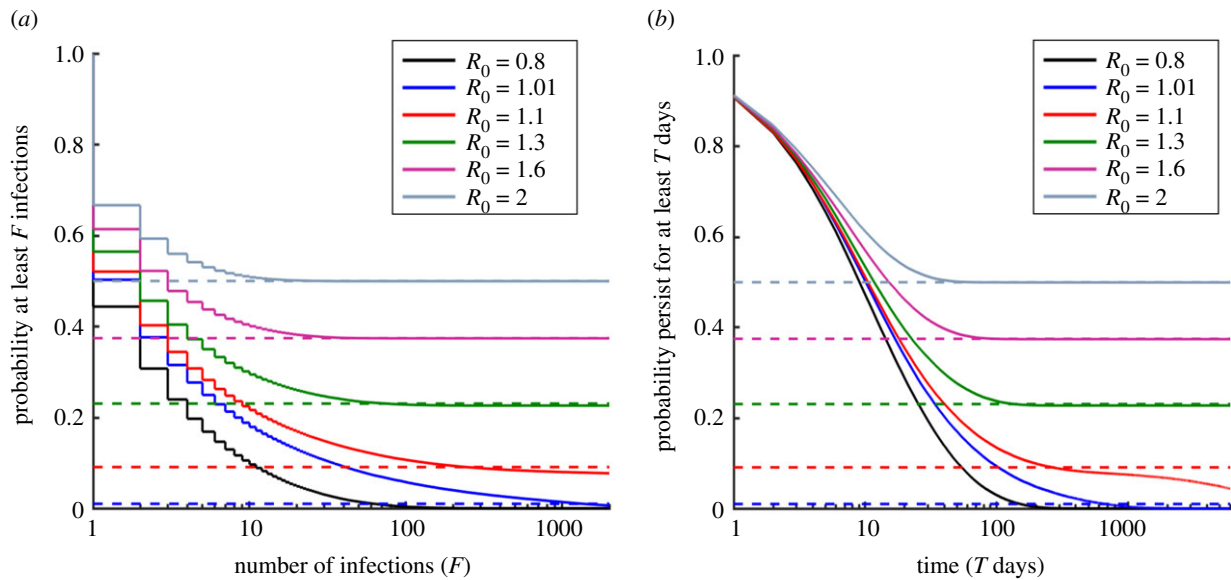 (a)
probability at least F infections
1.0
0.8
0.6
0.4
0.2
0
1
10
100
1000
number of infections (F)
R0 = 0.8
R0 = 1.01
R0 = 1.1
R0 = 1.3
R0 = 1.6
R0 = 2
(b)
probability persist for at least T days
1.0
0.8
0.6
0.4
0.2
0
1
10
100
1000
time (T days)
R0 = 0.8
R0 = 1.01
R0 = 1.1
R0 = 1.3
R0 = 1.6
R0 = 2